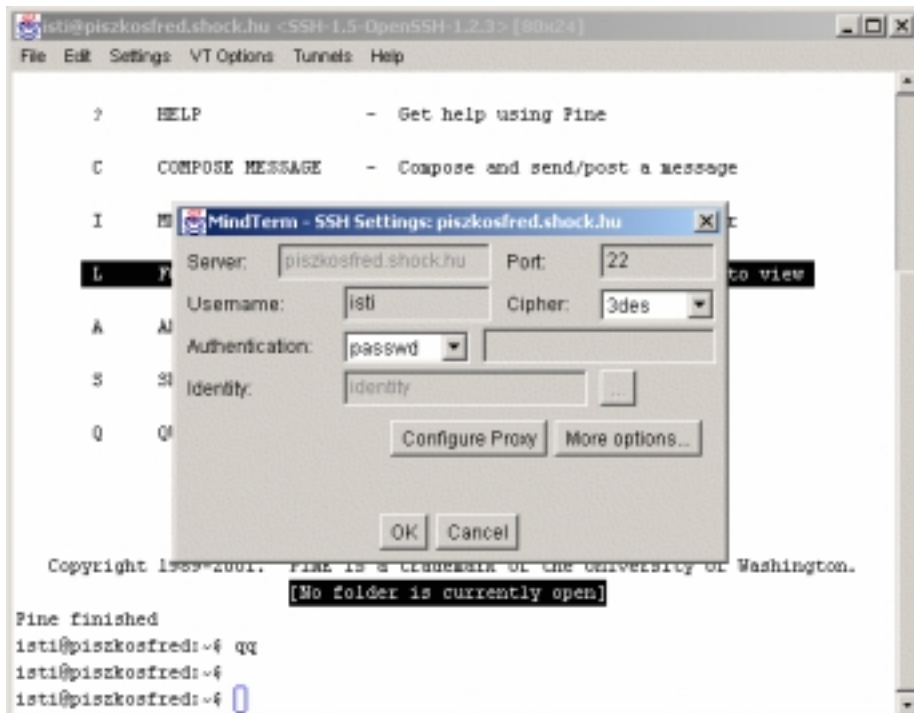 isti@piszkosfred.shock.hu <SSH-1.5-OpenSSH-1.2.3> [80x24]
File Edit Settings VT Options Tunnels Help
? HELP - Get help using Pine
C COMPOSE MESSAGE - Compose and send/post a message
I
MindTerm - SSH Settings: piszkosfred.shock.hu
L to view
Server: piszkosfred.shock.hu Port: 22
Username: isti Cipher: 3des
A
Authentication: passwd
S
Identity: identity ...
Q
Configure Proxy More options...
OK Cancel
Copyright 1989-2001. PINE is a trademark of the University of Washington.
[No folder is currently open]
Pine finished
isti@piszkosfred:~$ qq
isti@piszkosfred:~$
isti@piszkosfred:~$